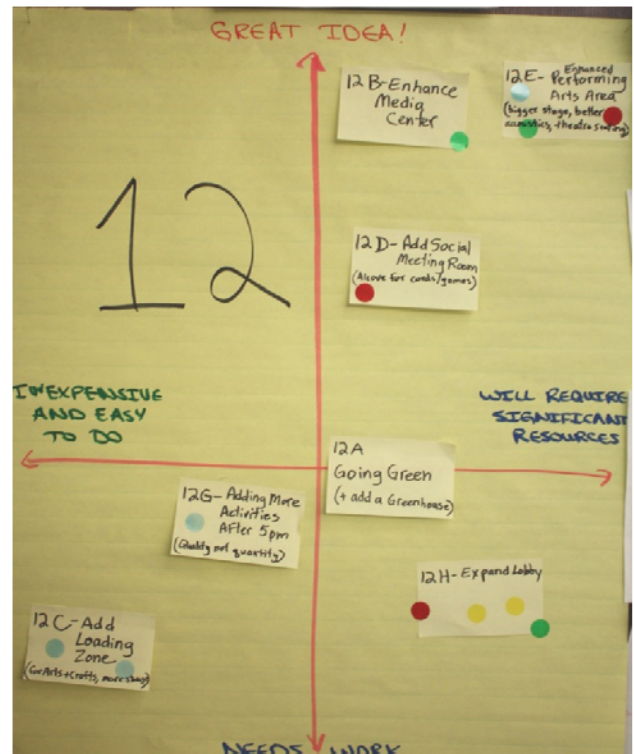 GREAT IDEA!
12
12B-Enhance
Media
Center
12E- Enhanced
Performing
Arts Area
(bigger stage, better
acoustics, theatre seating)
12D- Add Social
Meeting Room
(Alcove for cards/games)
INEXPENSIVE
AND EASY
TO DO
WILL REQUIRE
SIGNIFICANT
RESOURCES
12A
Going Green
(+ add a Greenhouse)
12G- Adding More
Activities
After 5pm
(Quality not quantity)
12H- Expand Lobby
12C-Add
Loading
Zone
(for Arts+Crafts,
NEEDS WORK